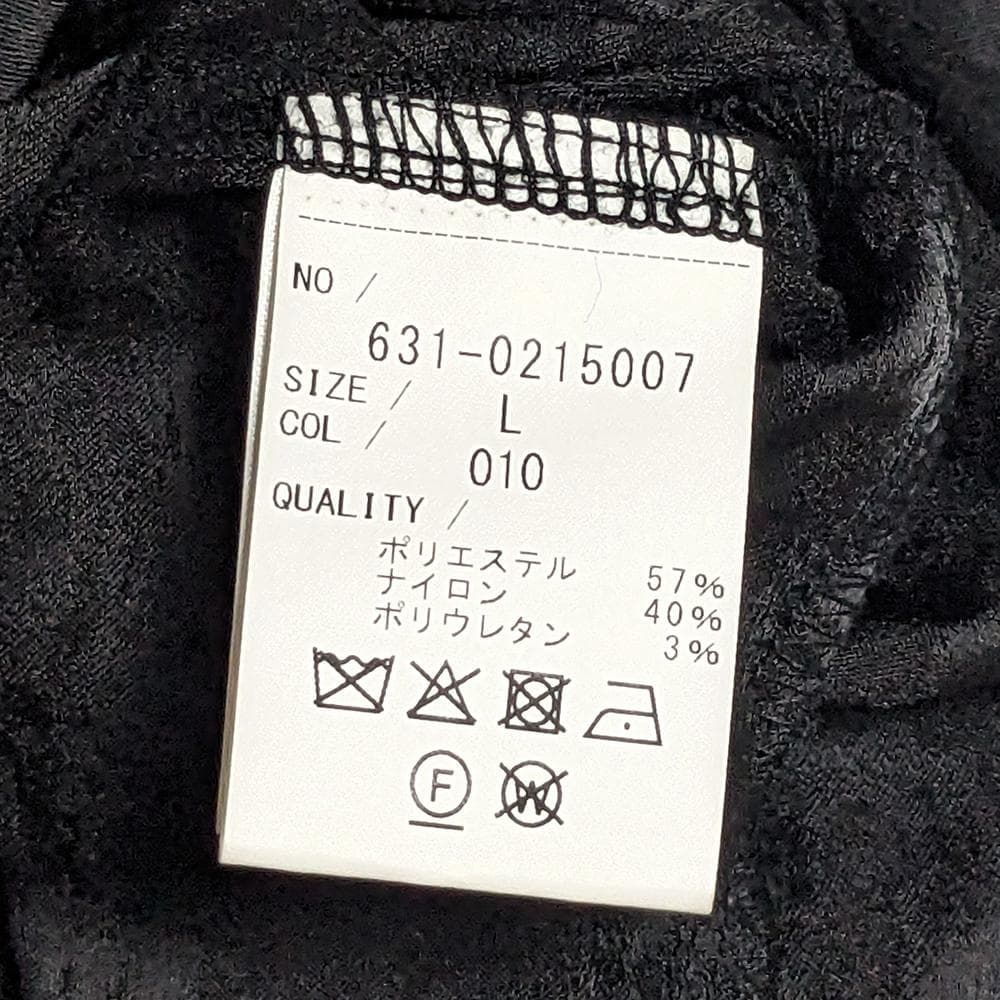 NO /
631-0215007
SIZE / L
COL / 010
QUALITY /
ポリエステル 57%
ナイロン 40%
ポリウレタン 3%
F W